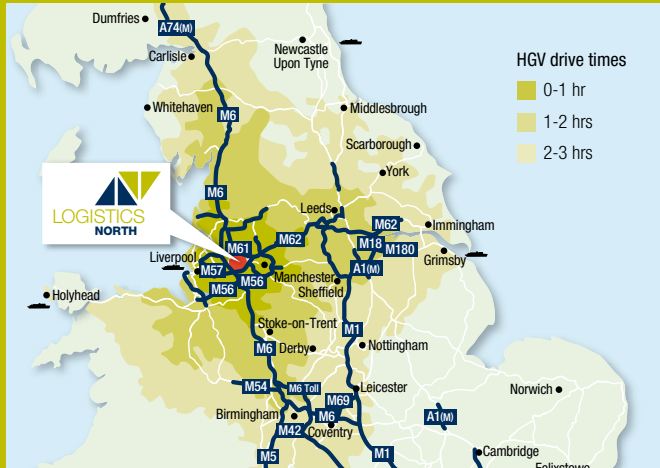 Dumfries
A74(M)
Carlisle
Newcastle
Upon Tyne
HGV drive times
0-1 hr
1-2 hrs
2-3 hrs
Whitehaven
M6
Middlesbrough
Scarborough
York
M6
LOGISTICS
NORTH
Leeds
M62
Immingham
M61
M62
M18
M180
Liverpool
Grimsby
M57
M56
Manchester
A1(M)
M56
Sheffield
Holyhead
Stoke-on-Trent
M1
M6
Derby
Nottingham
M54
M6 Toll
Leicester
Norwich
M69
Birmingham
M6
A1(M)
M42
Coventry
M5
M1
Cambridge
Felixstowe